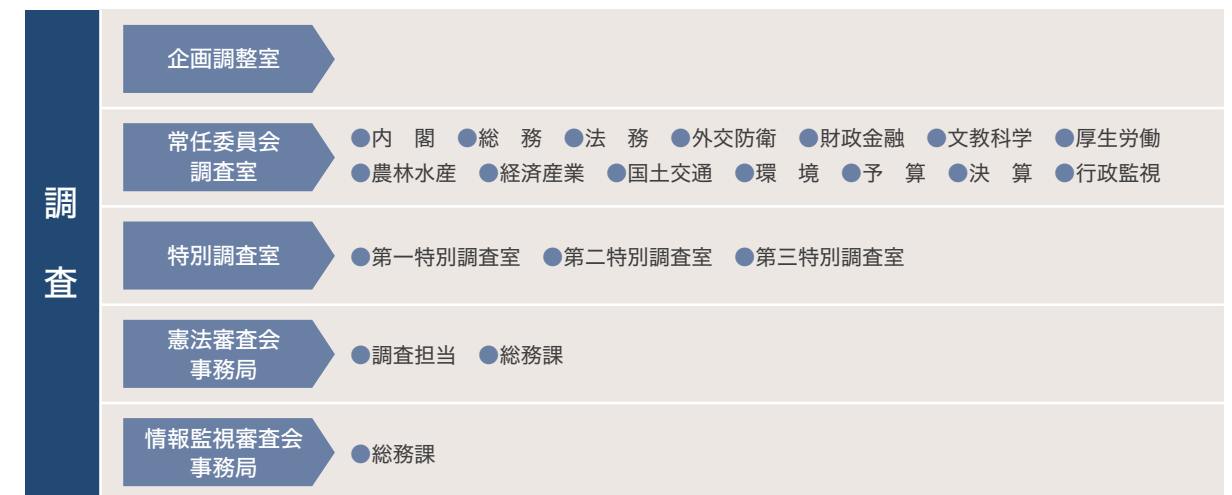 調査
企画調整室
常任委員会
調査室
●内　閣　●総　務　●法　務　●外交防衛　●財政金融　●文教科学　●厚生労働
●農林水産　●経済産業　●国土交通　●環　境　●予　算　●決　算　●行政監視
特別調査室
●第一特別調査室　●第二特別調査室　●第三特別調査室
憲法審査会
事務局
●調査担当　●総務課
情報監視審査会
事務局
●総務課